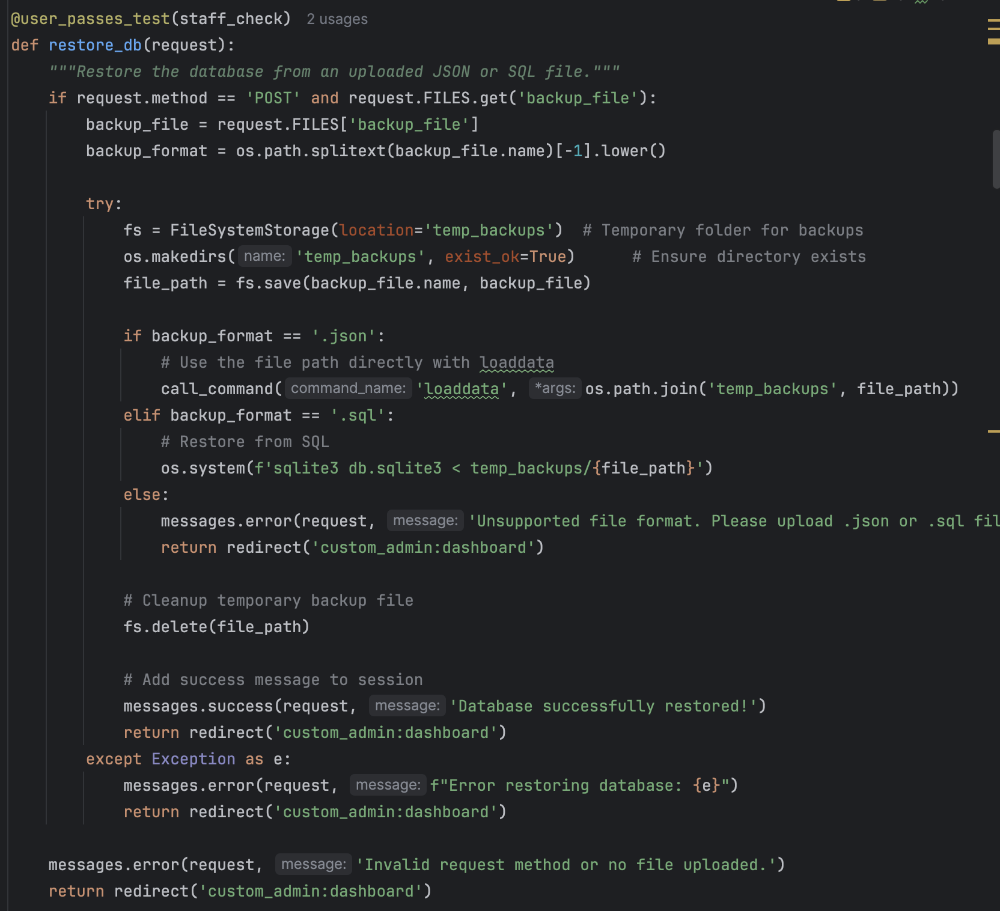 @user_passes_test(staff_check)  2 usages
def restore_db(request):
    """Restore the database from an uploaded JSON or SQL file."""
    if request.method == 'POST' and request.FILES.get('backup_file'):
        backup_file = request.FILES['backup_file']
        backup_format = os.path.splitext(backup_file.name)[-1].lower()

        try:
            fs = FileSystemStorage(location='temp_backups')  # Temporary folder for backups
            os.makedirs( name: 'temp_backups', exist_ok=True)      # Ensure directory exists
            file_path = fs.save(backup_file.name, backup_file)

            if backup_format == '.json':
                # Use the file path directly with loaddata
                call_command( command_name: 'loaddata', *args: os.path.join('temp_backups', file_path))
            elif backup_format == '.sql':
                # Restore from SQL
                os.system(f'sqlite3 db.sqlite3 < temp_backups/{file_path}')
            else:
                messages.error(request, message: 'Unsupported file format. Please upload .json or .sql fil
                return redirect('custom_admin:dashboard')

            # Cleanup temporary backup file
            fs.delete(file_path)

            # Add success message to session
            messages.success(request, message: 'Database successfully restored!')
            return redirect('custom_admin:dashboard')
        except Exception as e:
            messages.error(request, message: f"Error restoring database: {e}")
            return redirect('custom_admin:dashboard')

    messages.error(request, message: 'Invalid request method or no file uploaded.')
    return redirect('custom_admin:dashboard')